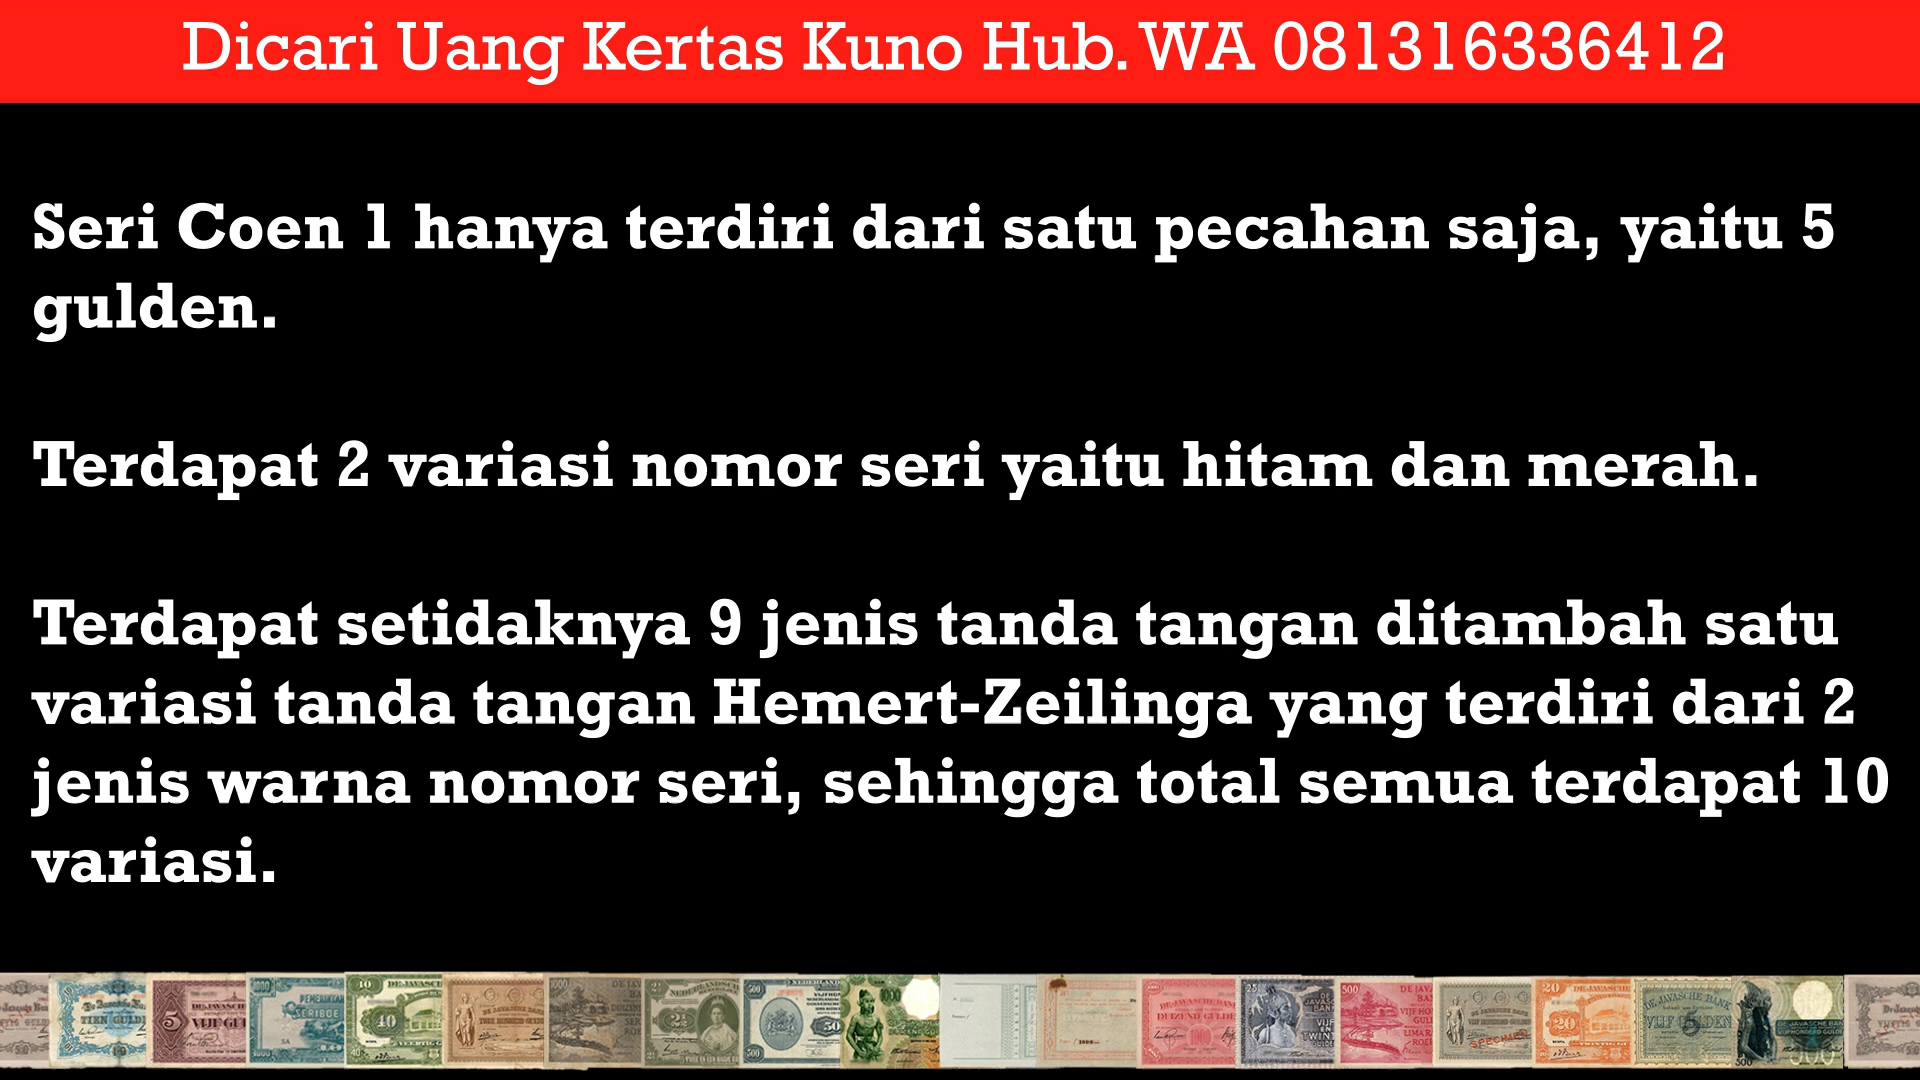 Dicari Uang Kertas Kuno Hub. WA 081316336412
Seri Coen 1 hanya terdiri dari satu pecahan saja, yaitu 5
gulden.
Terdapat 2 variasi nomor seri yaitu hitam dan merah.
Terdapat setidaknya 9 jenis tanda tangan ditambah satu
variasi tanda tangan Hemert-Zeilinga yang terdiri dari 2
jenis warna nomor seri, sehingga total semua terdapat 10
variasi.